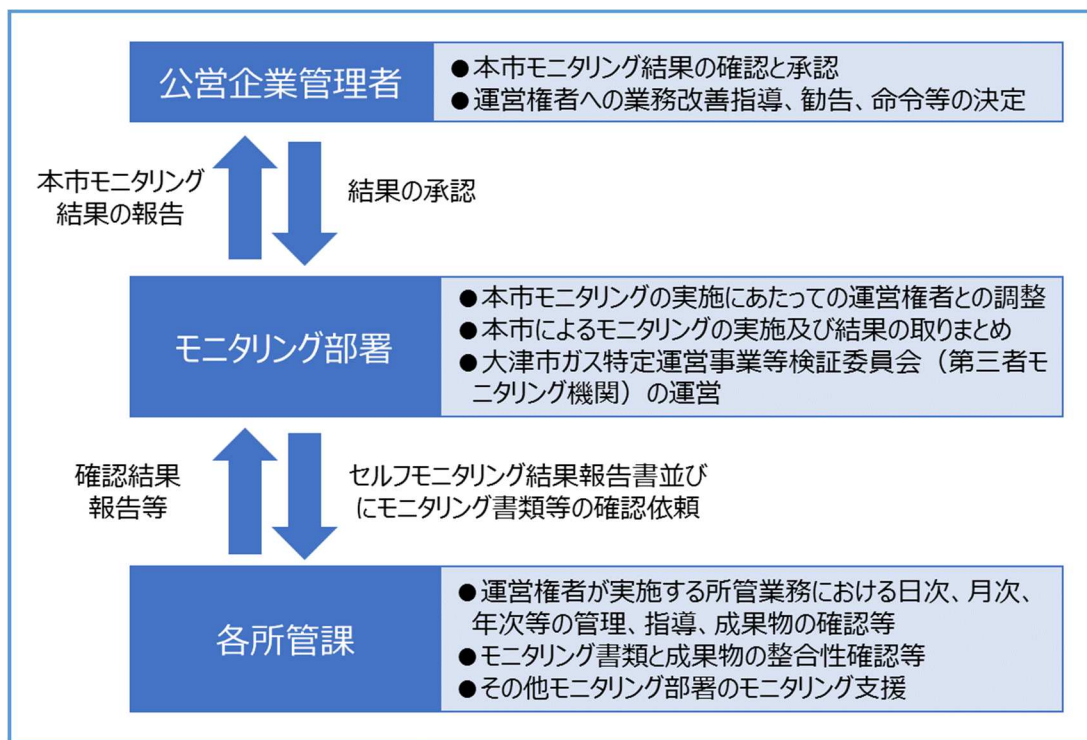 公営企業管理者
●本市モニタリング結果の確認と承認
●運営権者への業務改善指導、勧告、命令等の決定
本市モニタリング
結果の報告
結果の承認
モニタリング部署
●本市モニタリングの実施にあたっての運営権者との調整
●本市によるモニタリングの実施及び結果の取りまとめ
●大津市ガス特定運営事業等検証委員会（第三者モ
ニタリング機関）の運営
確認結果
報告等
セルフモニタリング結果報告書並び
にモニタリング書類等の確認依頼
各所管課
●運営権者が実施する所管業務における日次、月次、
年次等の管理、指導、成果物の確認等
●モニタリング書類と成果物の整合性確認等
●その他モニタリング部署のモニタリング支援